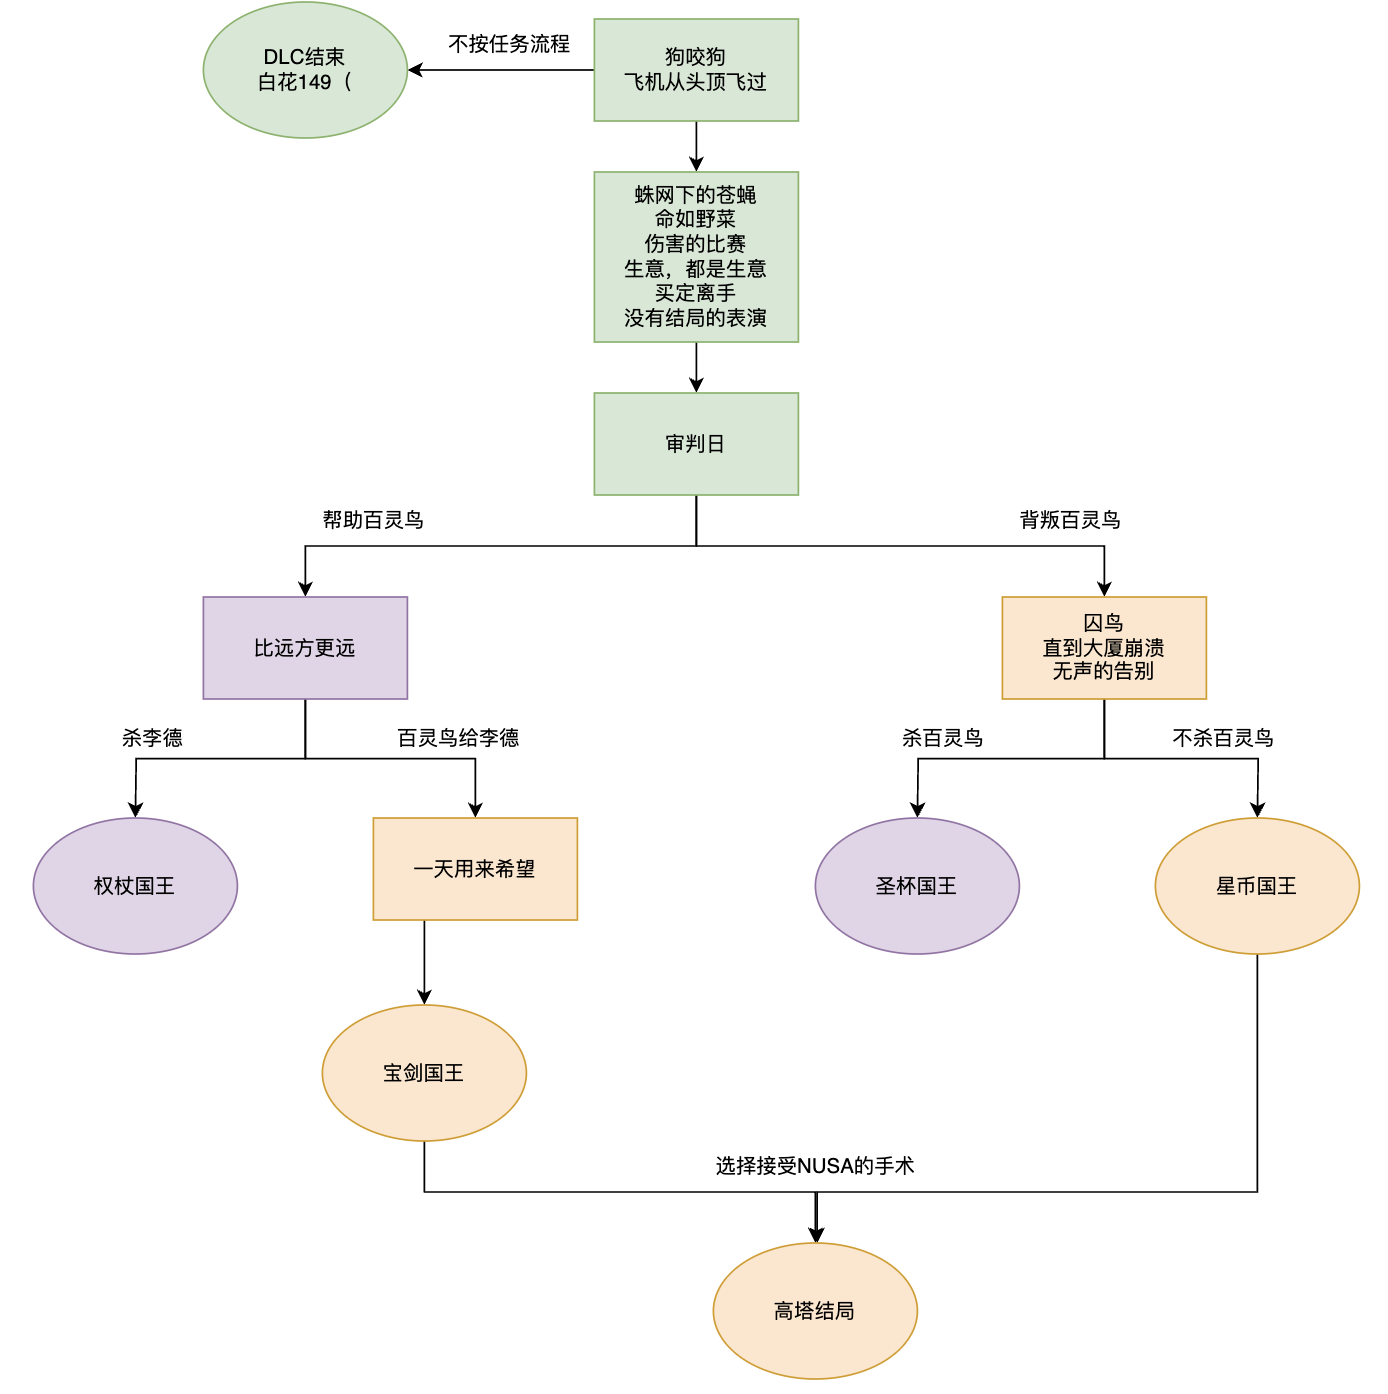 DLC结束
白花149（
不按任务流程
狗咬狗
飞机从头顶飞过
蛛网下的苍蝇
命如野菜
伤害的比赛
生意，都是生意
买定离手
没有结局的表演
审判日
帮助百灵鸟
背叛百灵鸟
比远方更远
囚鸟
直到大厦崩溃
无声的告别
杀李德
百灵鸟给李德
杀百灵鸟
不杀百灵鸟
权杖国王
一天用来希望
圣杯国王
星币国王
宝剑国王
选择接受NUSA的手术
高塔结局